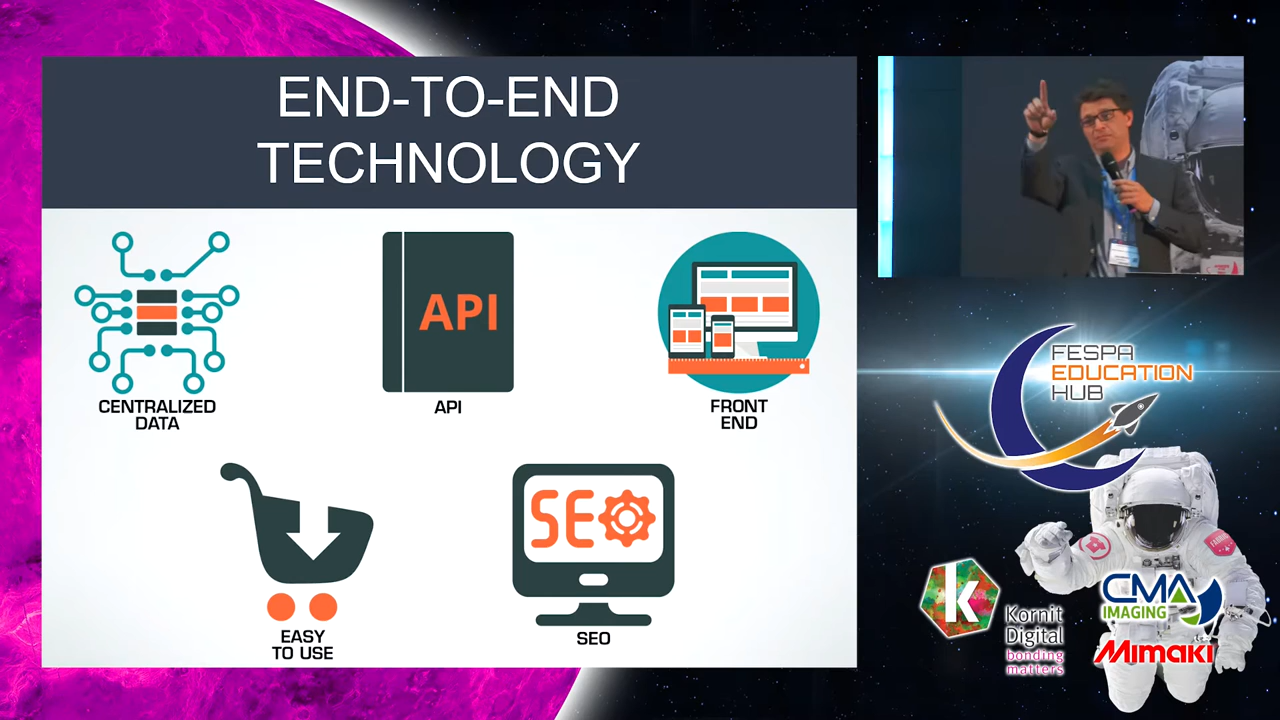 END-TO-END
TECHNOLOGY
CENTRALIZED
DATA
API
API
FRONT
END
EASY
TO USE
SEO
SEO
FESPA
EDUCATION
HUB
k
Kornit
Digital
bonding
matters
CMA
IMAGING
Mimaki